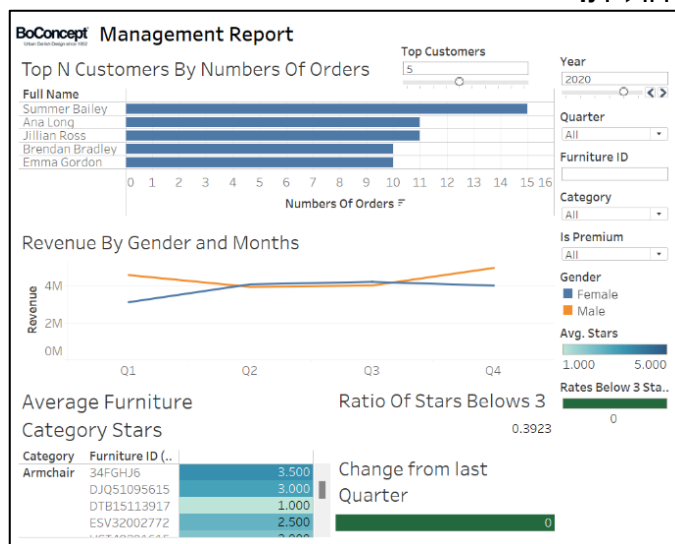 BoConcept Management Report
Urban Danish Design since 1952
Top N Customers By Numbers Of Orders
Top Customers
5
Full Name
Summer Bailey
Ana Long
Jillian Ross
Brendan Bradley
Emma Gordon
0 1 2 3 4 5 6 7 8 9 10 11 12 13 14 15 16
Numbers Of Orders
Revenue By Gender and Months
Revenue
4M
2M
0M
Q1 Q2 Q3 Q4
Average Furniture
Category Stars
Category Furniture ID (..
Armchair 34FGHJ6 3.500
DJQ51095615 3.000
DTB15113917 1.000
ESV32002772 2.500
Ratio Of Stars Belows 3
0.3923
Change from last
Quarter
0
Year
2020
Quarter
All
Furniture ID
Category
All
Is Premium
All
Gender
Female
Male
Avg. Stars
1.000 5.000
Rates Below 3 Sta..
0